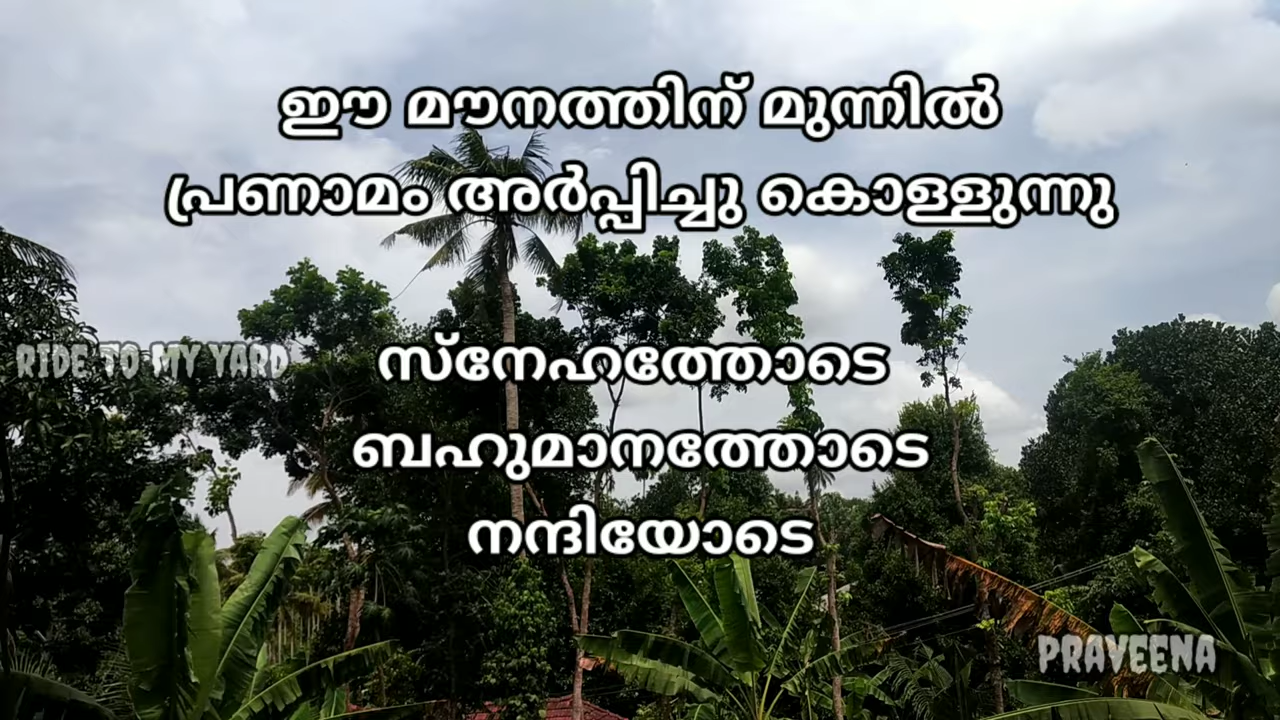 ഈ മൗനത്തിന് മുന്നിൽ
പ്രണാമം അർപ്പിച്ചു കൊള്ളുന്നു
RIDE TO MY YARD
സ്നേഹത്തോടെ
ബഹുമാനത്തോടെ
നന്ദിയോടെ
PRAVEENA